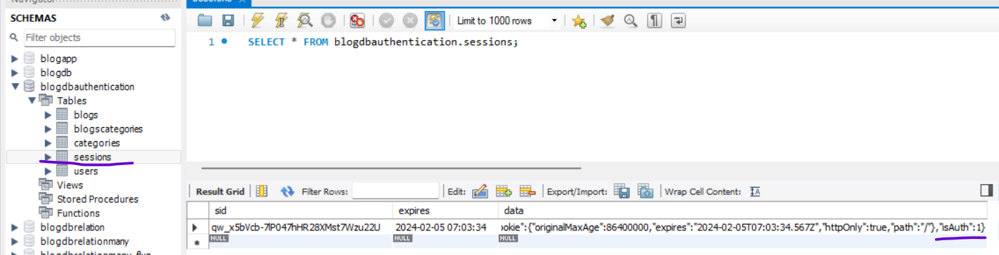 Navigator
sessions
SCHEMAS
Filter objects
blogapp
blogdb
blogdbauthentication
Tables
blogs
blogscategories
categories
sessions
users
Views
Stored Procedures
Functions
blogdbrelation
blogdbrelationmany
Limit to 1000 rows
1 SELECT * FROM blogdbauthentication.sessions;
Result Grid Filter Rows: Edit: Export/Import: Wrap Cell Content: IA
sid expires data
2024-02-05 07:03:34 ookie":{"originalMaxAge":86400000,"expires":"2024-02-05T07:03:34.567Z","httpOnly":true,"path":"/"},"isAuth":1}
NULL NULL NULL